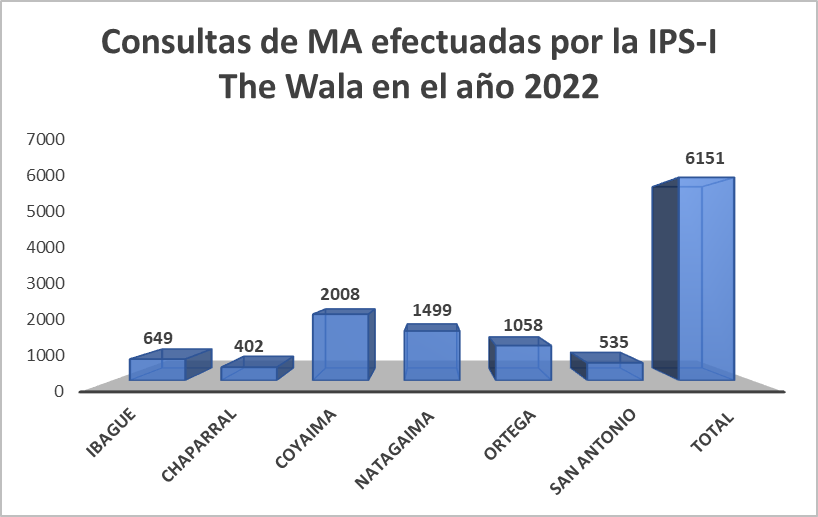 Consultas de MA efectuadas por la IPS-I
The Wala en el año 2022
7000
6000
5000
4000
3000
2000
1000
0
649
402
2008
1499
1058
535
6151
IBAGUE
CHAPARRAL
COYAIMA
NATAGAIMA
ORTEGA
SAN ANTONIO
TOTAL